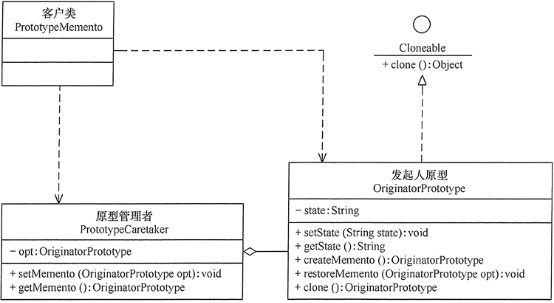 客户类
PrototypeMemento
Cloneable
+ clone ():Object
发起人原型
OriginatorPrototype
- state:String
+ setState (String state):void
+ getState ():String
+ createMemento ():OriginatorPrototype
+ restoreMemento (OriginatorPrototype opt):void
+ clone ():OriginatorPrototype
原型管理者
PrototypeCaretaker
- opt:OriginatorPrototype
+ setMemento (OriginatorPrototype opt):void
+ getMemento ():OriginatorPrototype